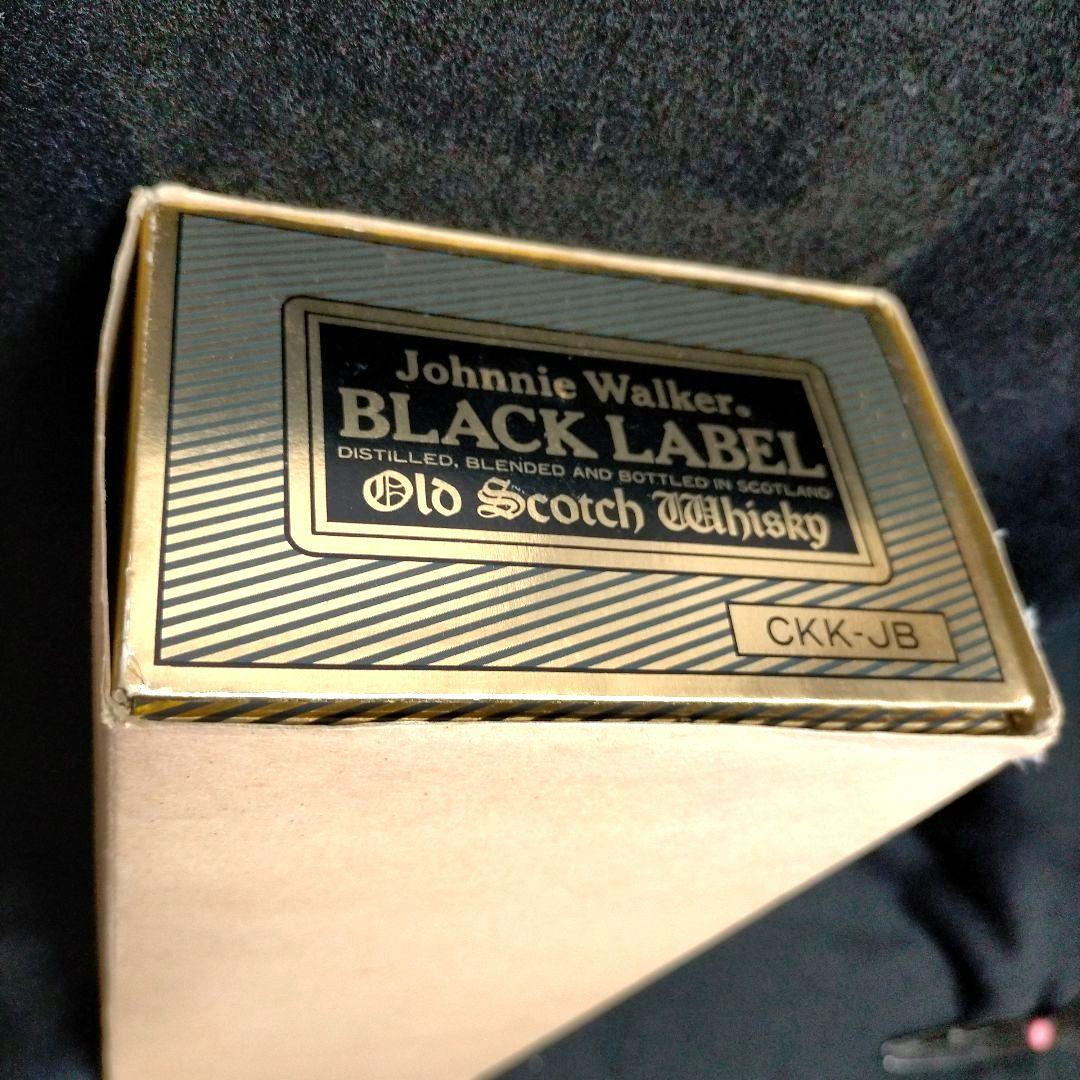 Johnnie Walker.
BLACK LABEL
DISTILLED, BLENDED AND BOTTLED IN SCOTLAND
Old Scotch Whisky
CKK-JB